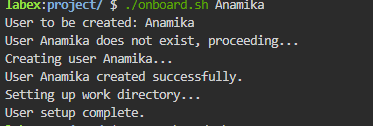 labex:project/ $ ./onboard.sh Anamika
User to be created: Anamika
User Anamika does not exist, proceeding...
Creating user Anamika...
User Anamika created successfully.
Setting up work directory...
User setup complete.